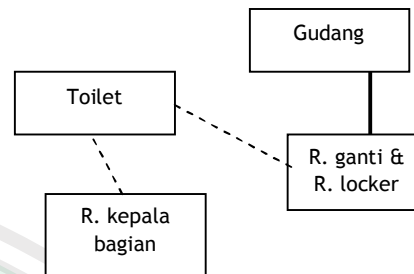 Gudang
Toilet
R. ganti &
R. locker
R. kepala
bagian